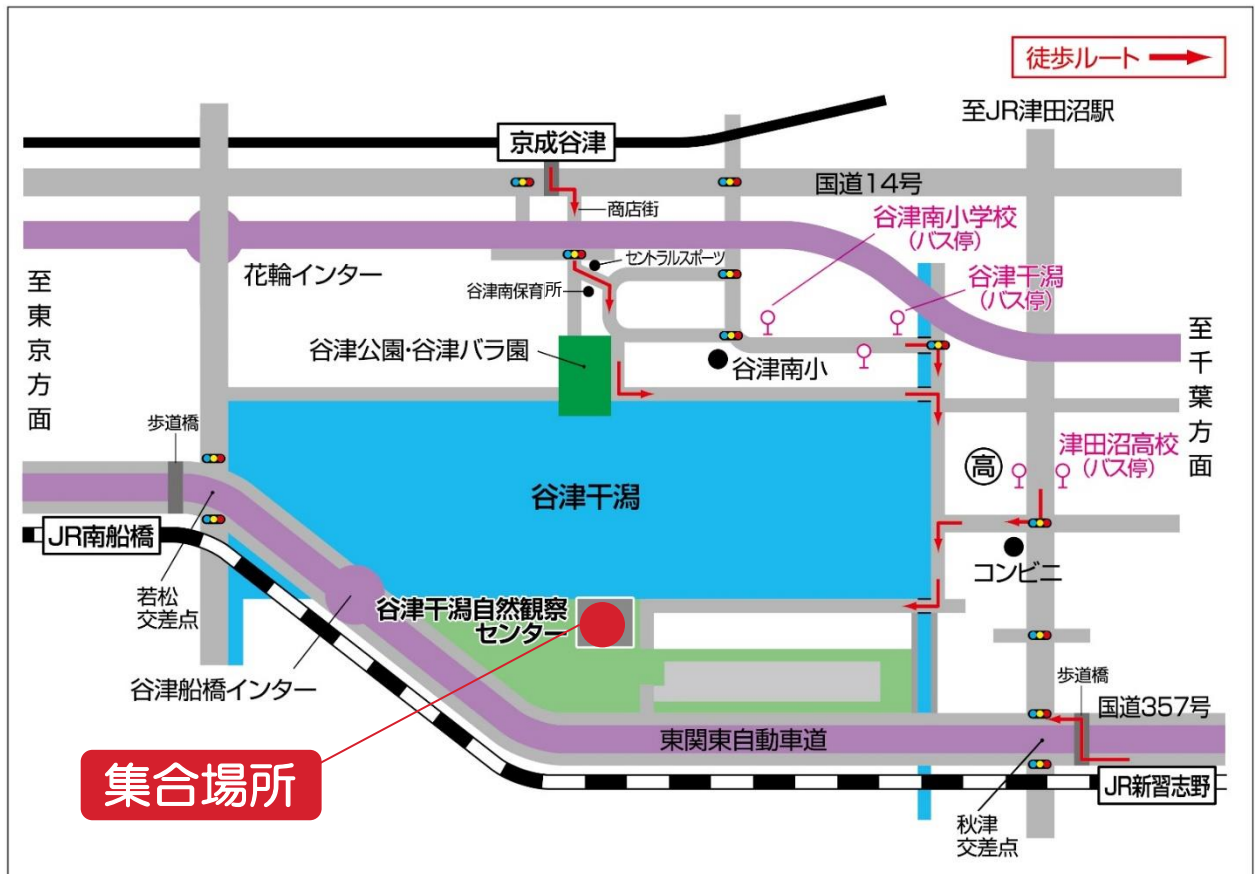 徒歩ルート
至JR津田沼駅
京成谷津
国道14号
商店街
谷津南小学校
(バス停)
セントラルスポーツ
花輪インター
谷津干潟
(バス停)
谷津南保育所
至東京方面
至千葉方面
谷津公園・谷津バラ園
谷津南小
歩道橋
津田沼高校
(バス停)
高
谷津干潟
JR南船橋
コンビニ
若松
交差点
谷津干潟自然観察
センター
谷津船橋インター
歩道橋
国道357号
東関東自動車道
集合場所
JR新習志野
秋津
交差点